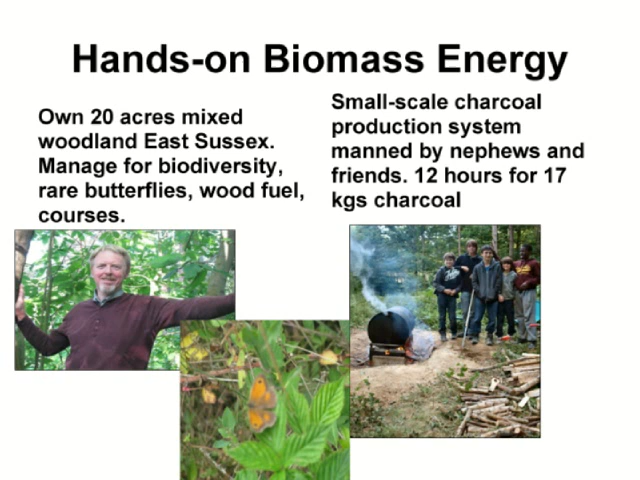 Hands-on Biomass Energy
Own 20 acres mixed
woodland East Sussex.
Manage for biodiversity,
rare butterflies, wood fuel,
courses.
Small-scale charcoal
production system
manned by nephews and
friends. 12 hours for 17
kgs charcoal